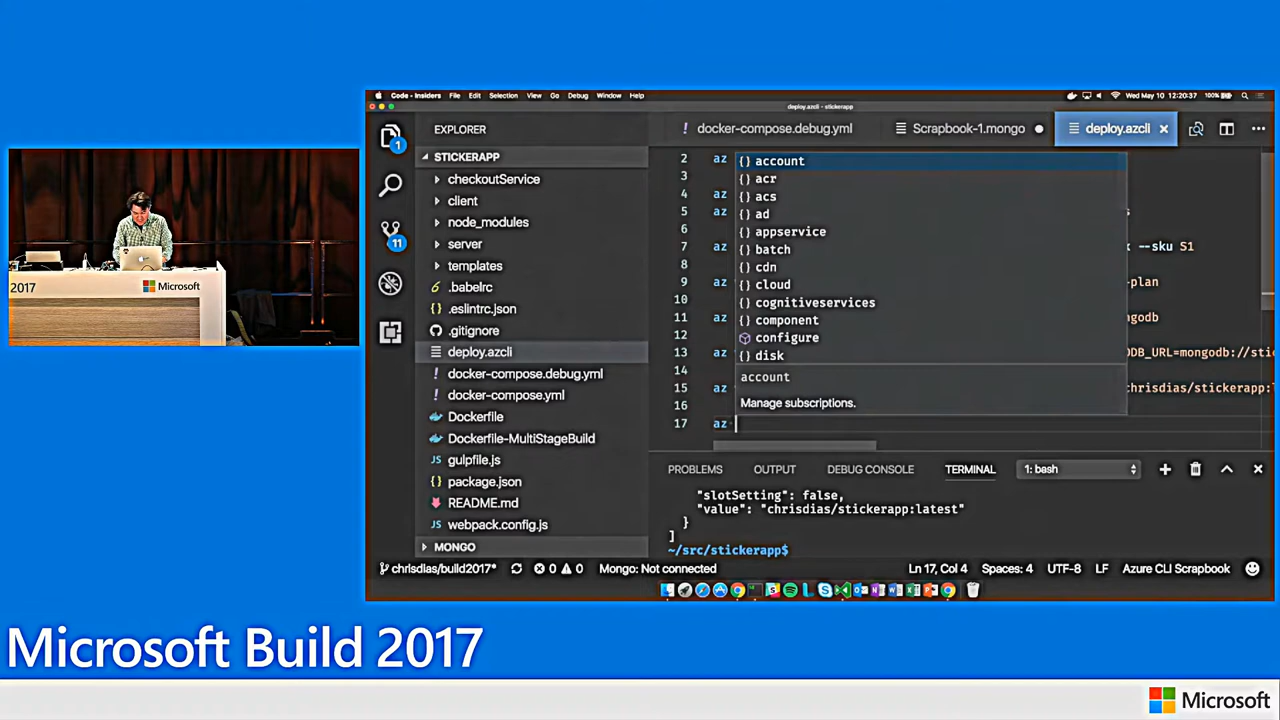 Code - Insiders File Edit Selection View Go Debug Window Help
Wed May 10 12:20:37 100%
deploy.azcli - stickerapp
EXPLORER
STICKERAPP
checkoutService
client
node_modules
server
templates
.babelrc
.eslintrc.json
.gitignore
deploy.azcli
docker-compose.debug.yml
docker-compose.yml
Dockerfile
Dockerfile-MultiStageBuild
JS gulpfile.js
{} package.json
README.md
JS webpack.config.js
MONGO
1
11
! docker-compose.debug.yml Scrapbook-1.mongo deploy.azcli
2 az
3
4 az
5 az s
6
7 az --sku S1
8
9 az -plan
10
11 az ngodb
12
13 az ODB_URL=mongodb://stic
14
15 az chrisdias/stickerapp:l
16
17 az
{} account
{} acr
{} acs
{} ad
{} appservice
{} batch
{} cdn
{} cloud
{} cognitiveservices
{} component
configure
{} disk
account
Manage subscriptions.
PROBLEMS OUTPUT DEBUG CONSOLE TERMINAL 1: bash
"slotSetting": false,
"value": "chrisdias/stickerapp:latest"
}
]
~/src/stickerapp$
chrisdias/build2017* 0 0 Mongo: Not connected Ln 17, Col 4 Spaces: 4 UTF-8 LF Azure CLI Scrapbook
2017 Microsoft
Microsoft Build 2017
Microsoft